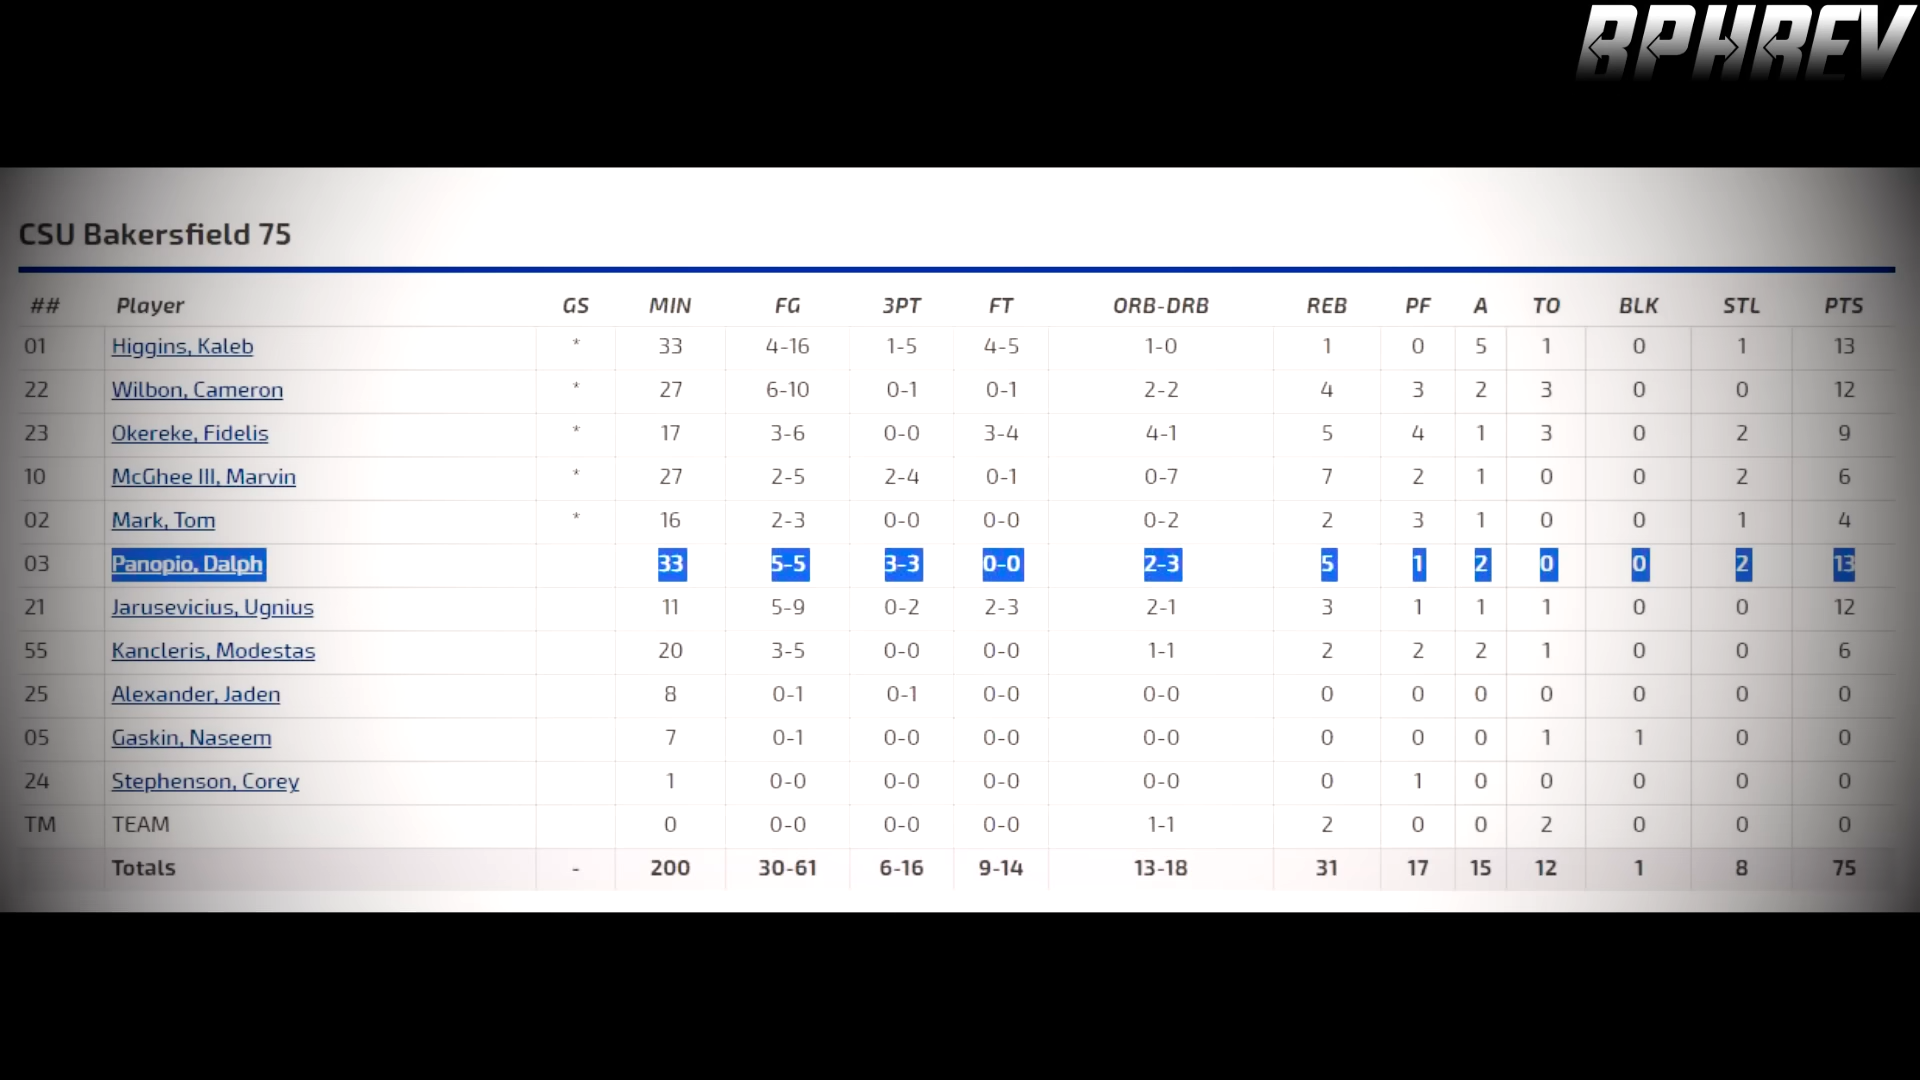 BPHREV
CSU Bakersfield 75
## Player GS MIN FG 3PT FT ORB-DRB REB PF A TO BLK STL PTS
01 Higgins, Kaleb * 33 4-16 1-5 4-5 1-0 1 0 5 1 0 1 13
22 Wilbon, Cameron * 27 6-10 0-1 0-1 2-2 4 3 2 3 0 0 12
23 Okereke, Fidelis * 17 3-6 0-0 3-4 4-1 5 4 1 3 0 2 9
10 McGhee III, Marvin * 27 2-5 2-4 0-1 0-7 7 2 1 0 0 2 6
02 Mark, Tom * 16 2-3 0-0 0-0 0-2 2 3 1 0 0 1 4
03 Panopio, Dalph 33 5-5 3-3 0-0 2-3 5 1 2 0 0 2 13
21 Jarusevicius, Ugnius 11 5-9 0-2 2-3 2-1 3 1 1 1 0 0 12
55 Kancleris, Modestas 20 3-5 0-0 0-0 1-1 2 2 2 1 0 0 6
25 Alexander, Jaden 8 0-1 0-1 0-0 0-0 0 0 0 0 0 0 0
05 Gaskin, Naseem 7 0-1 0-0 0-0 0-0 0 0 0 1 1 0 0
24 Stephenson, Corey 1 0-0 0-0 0-0 0-0 0 1 0 0 0 0 0
TM TEAM 0 0-0 0-0 0-0 1-1 2 0 0 2 0 0 0
Totals - 200 30-61 6-16 9-14 13-18 31 17 15 12 1 8 75